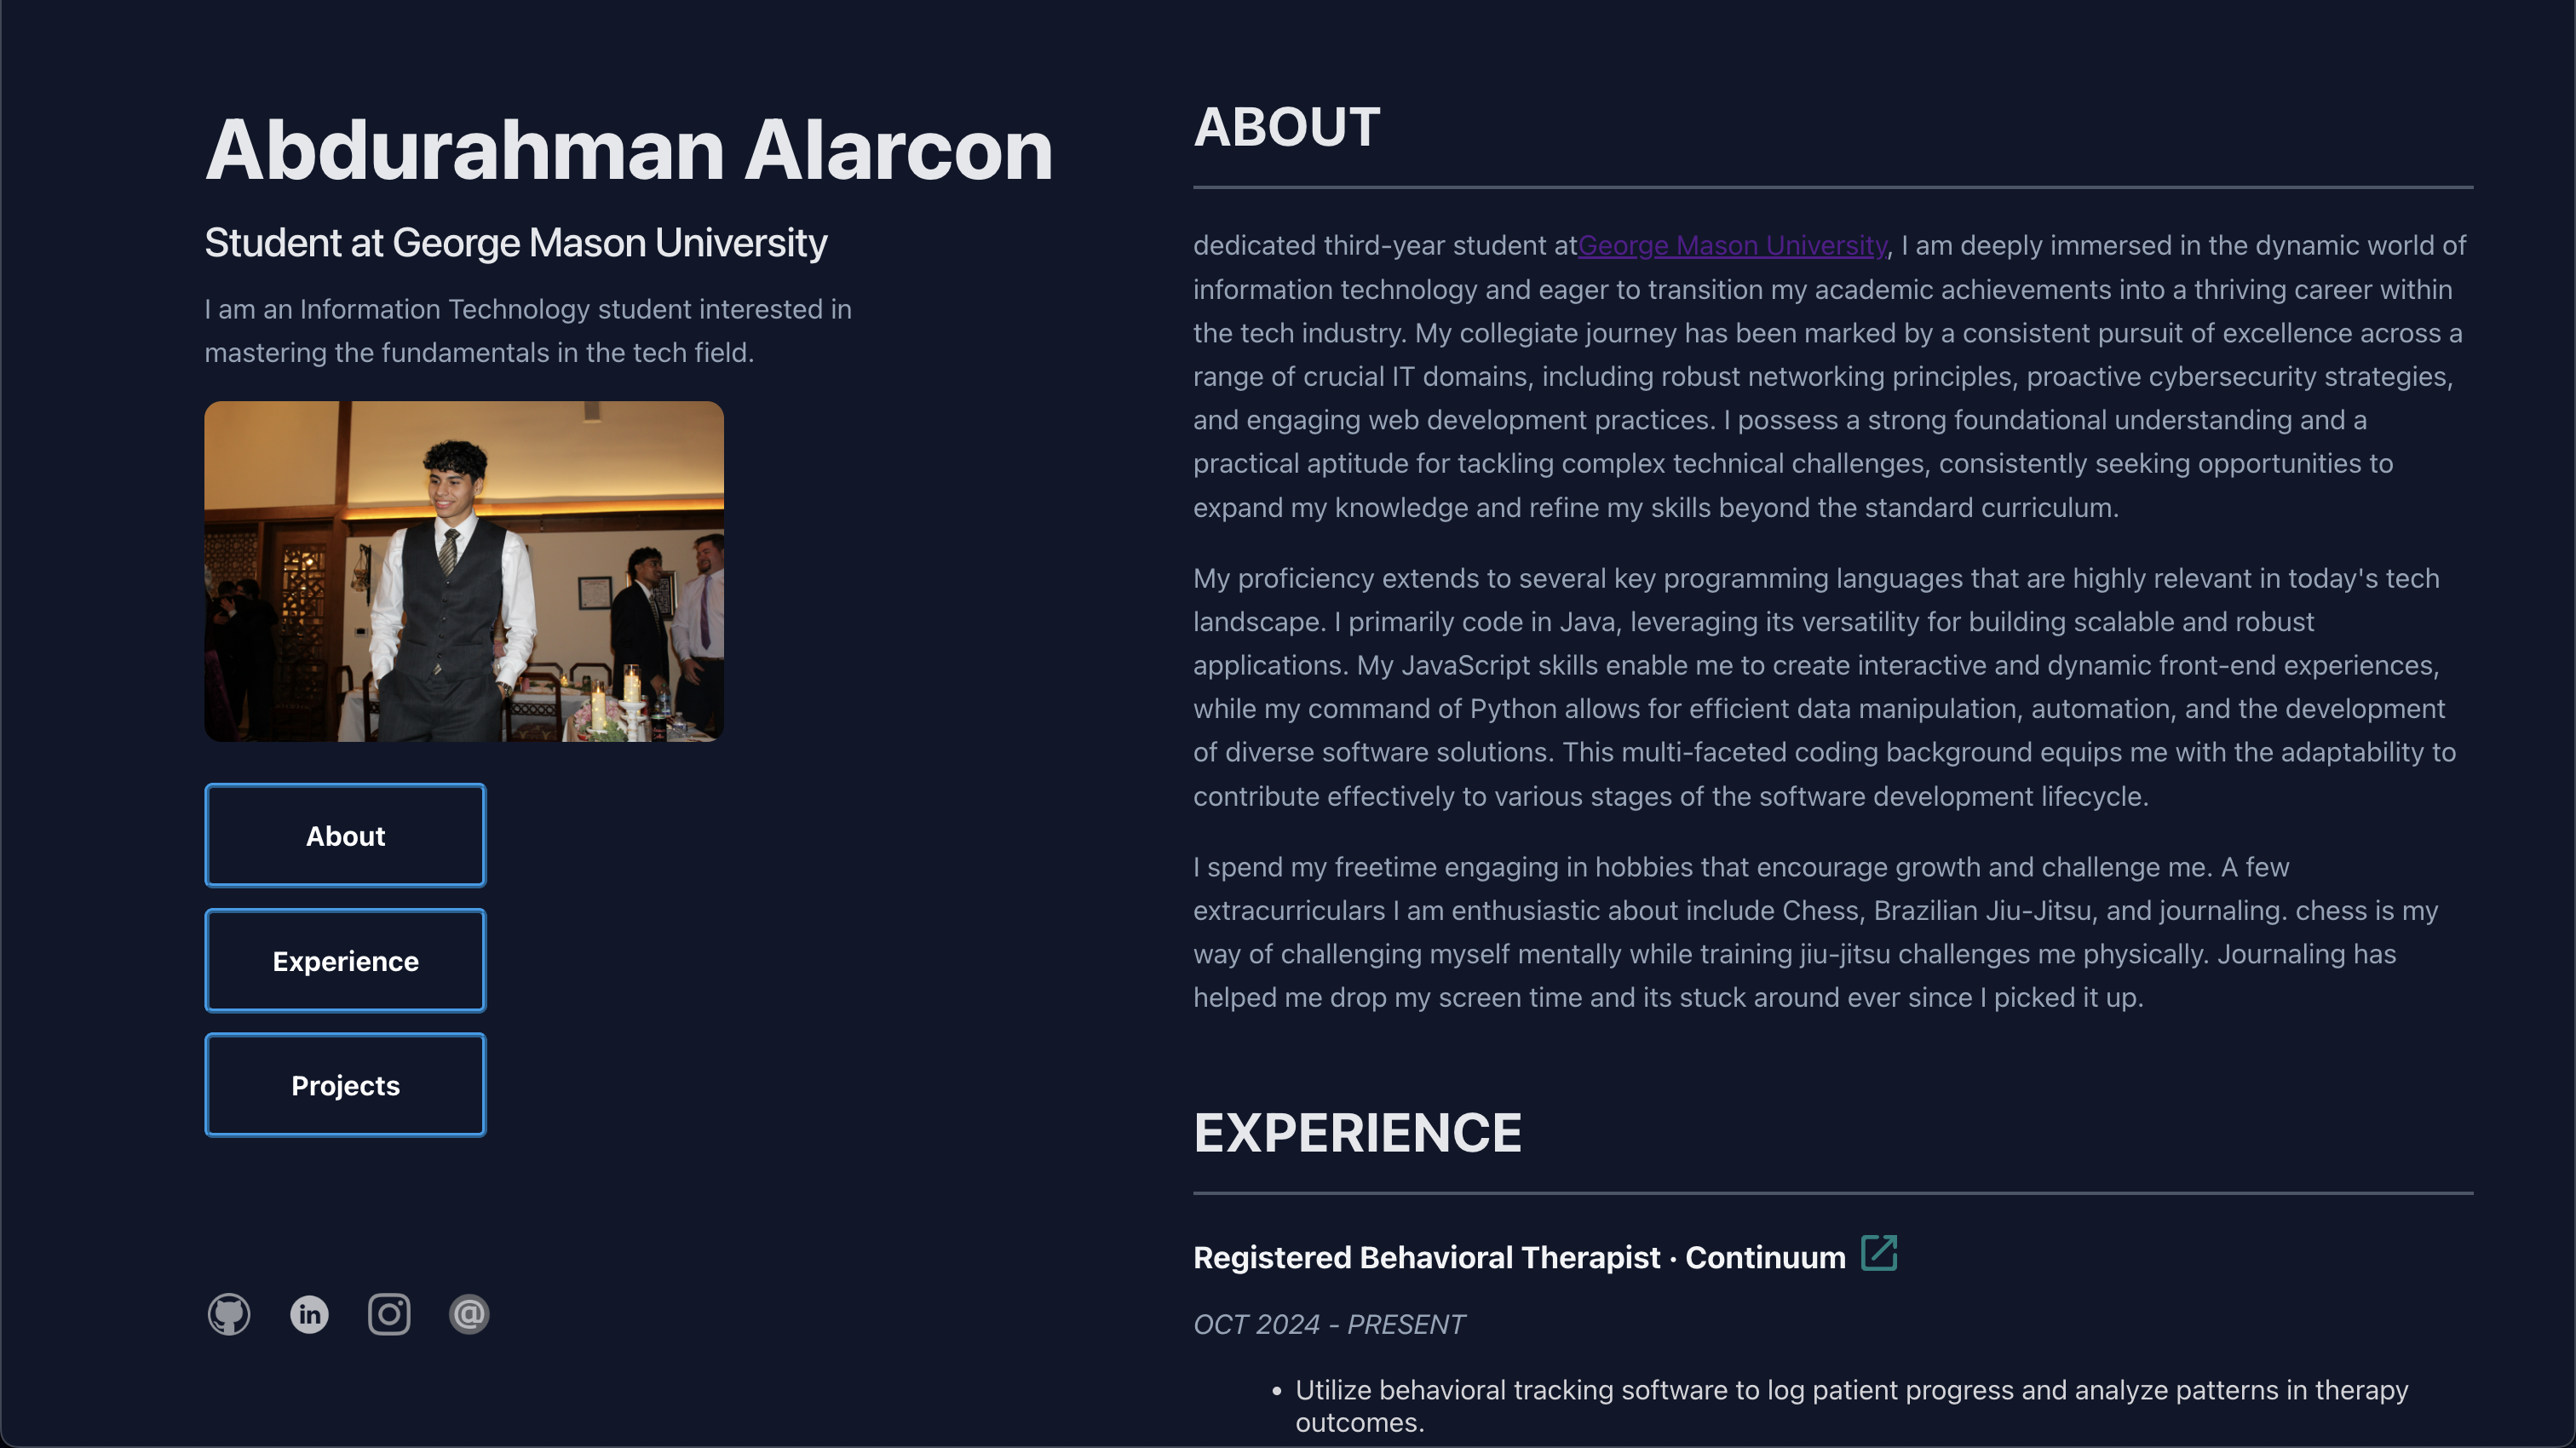 Abdurahman Alarcon
Student at George Mason University
I am an Information Technology student interested in
mastering the fundamentals in the tech field.
About
Experience
Projects
in
@
ABOUT
dedicated third-year student atGeorge Mason University, I am deeply immersed in the dynamic world of
information technology and eager to transition my academic achievements into a thriving career within
the tech industry. My collegiate journey has been marked by a consistent pursuit of excellence across a
range of crucial IT domains, including robust networking principles, proactive cybersecurity strategies,
and engaging web development practices. I possess a strong foundational understanding and a
practical aptitude for tackling complex technical challenges, consistently seeking opportunities to
expand my knowledge and refine my skills beyond the standard curriculum.
My proficiency extends to several key programming languages that are highly relevant in today's tech
landscape. I primarily code in Java, leveraging its versatility for building scalable and robust
applications. My JavaScript skills enable me to create interactive and dynamic front-end experiences,
while my command of Python allows for efficient data manipulation, automation, and the development
of diverse software solutions. This multi-faceted coding background equips me with the adaptability to
contribute effectively to various stages of the software development lifecycle.
I spend my freetime engaging in hobbies that encourage growth and challenge me. A few
extracurriculars I am enthusiastic about include Chess, Brazilian Jiu-Jitsu, and journaling. chess is my
way of challenging myself mentally while training jiu-jitsu challenges me physically. Journaling has
helped me drop my screen time and its stuck around ever since I picked it up.
EXPERIENCE
Registered Behavioral Therapist · Continuum
OCT 2024 - PRESENT
• Utilize behavioral tracking software to log patient progress and analyze patterns in therapy
outcomes.